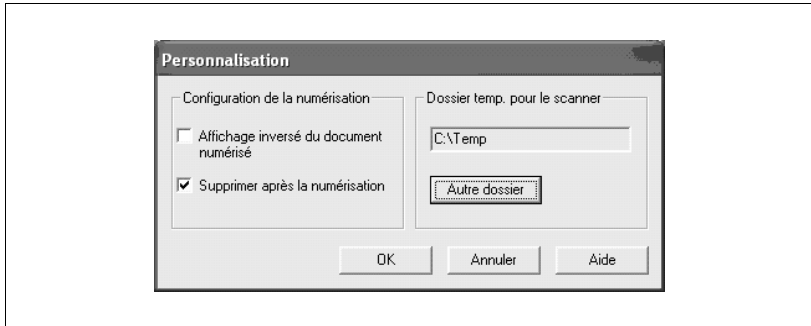 Personnalisation
Configuration de la numérisation
Affichage inversé du document
numérisé
Supprimer après la numérisation
Dossier temp. pour le scanner
C:\Temp
Autre dossier
OK
Annuler
Aide